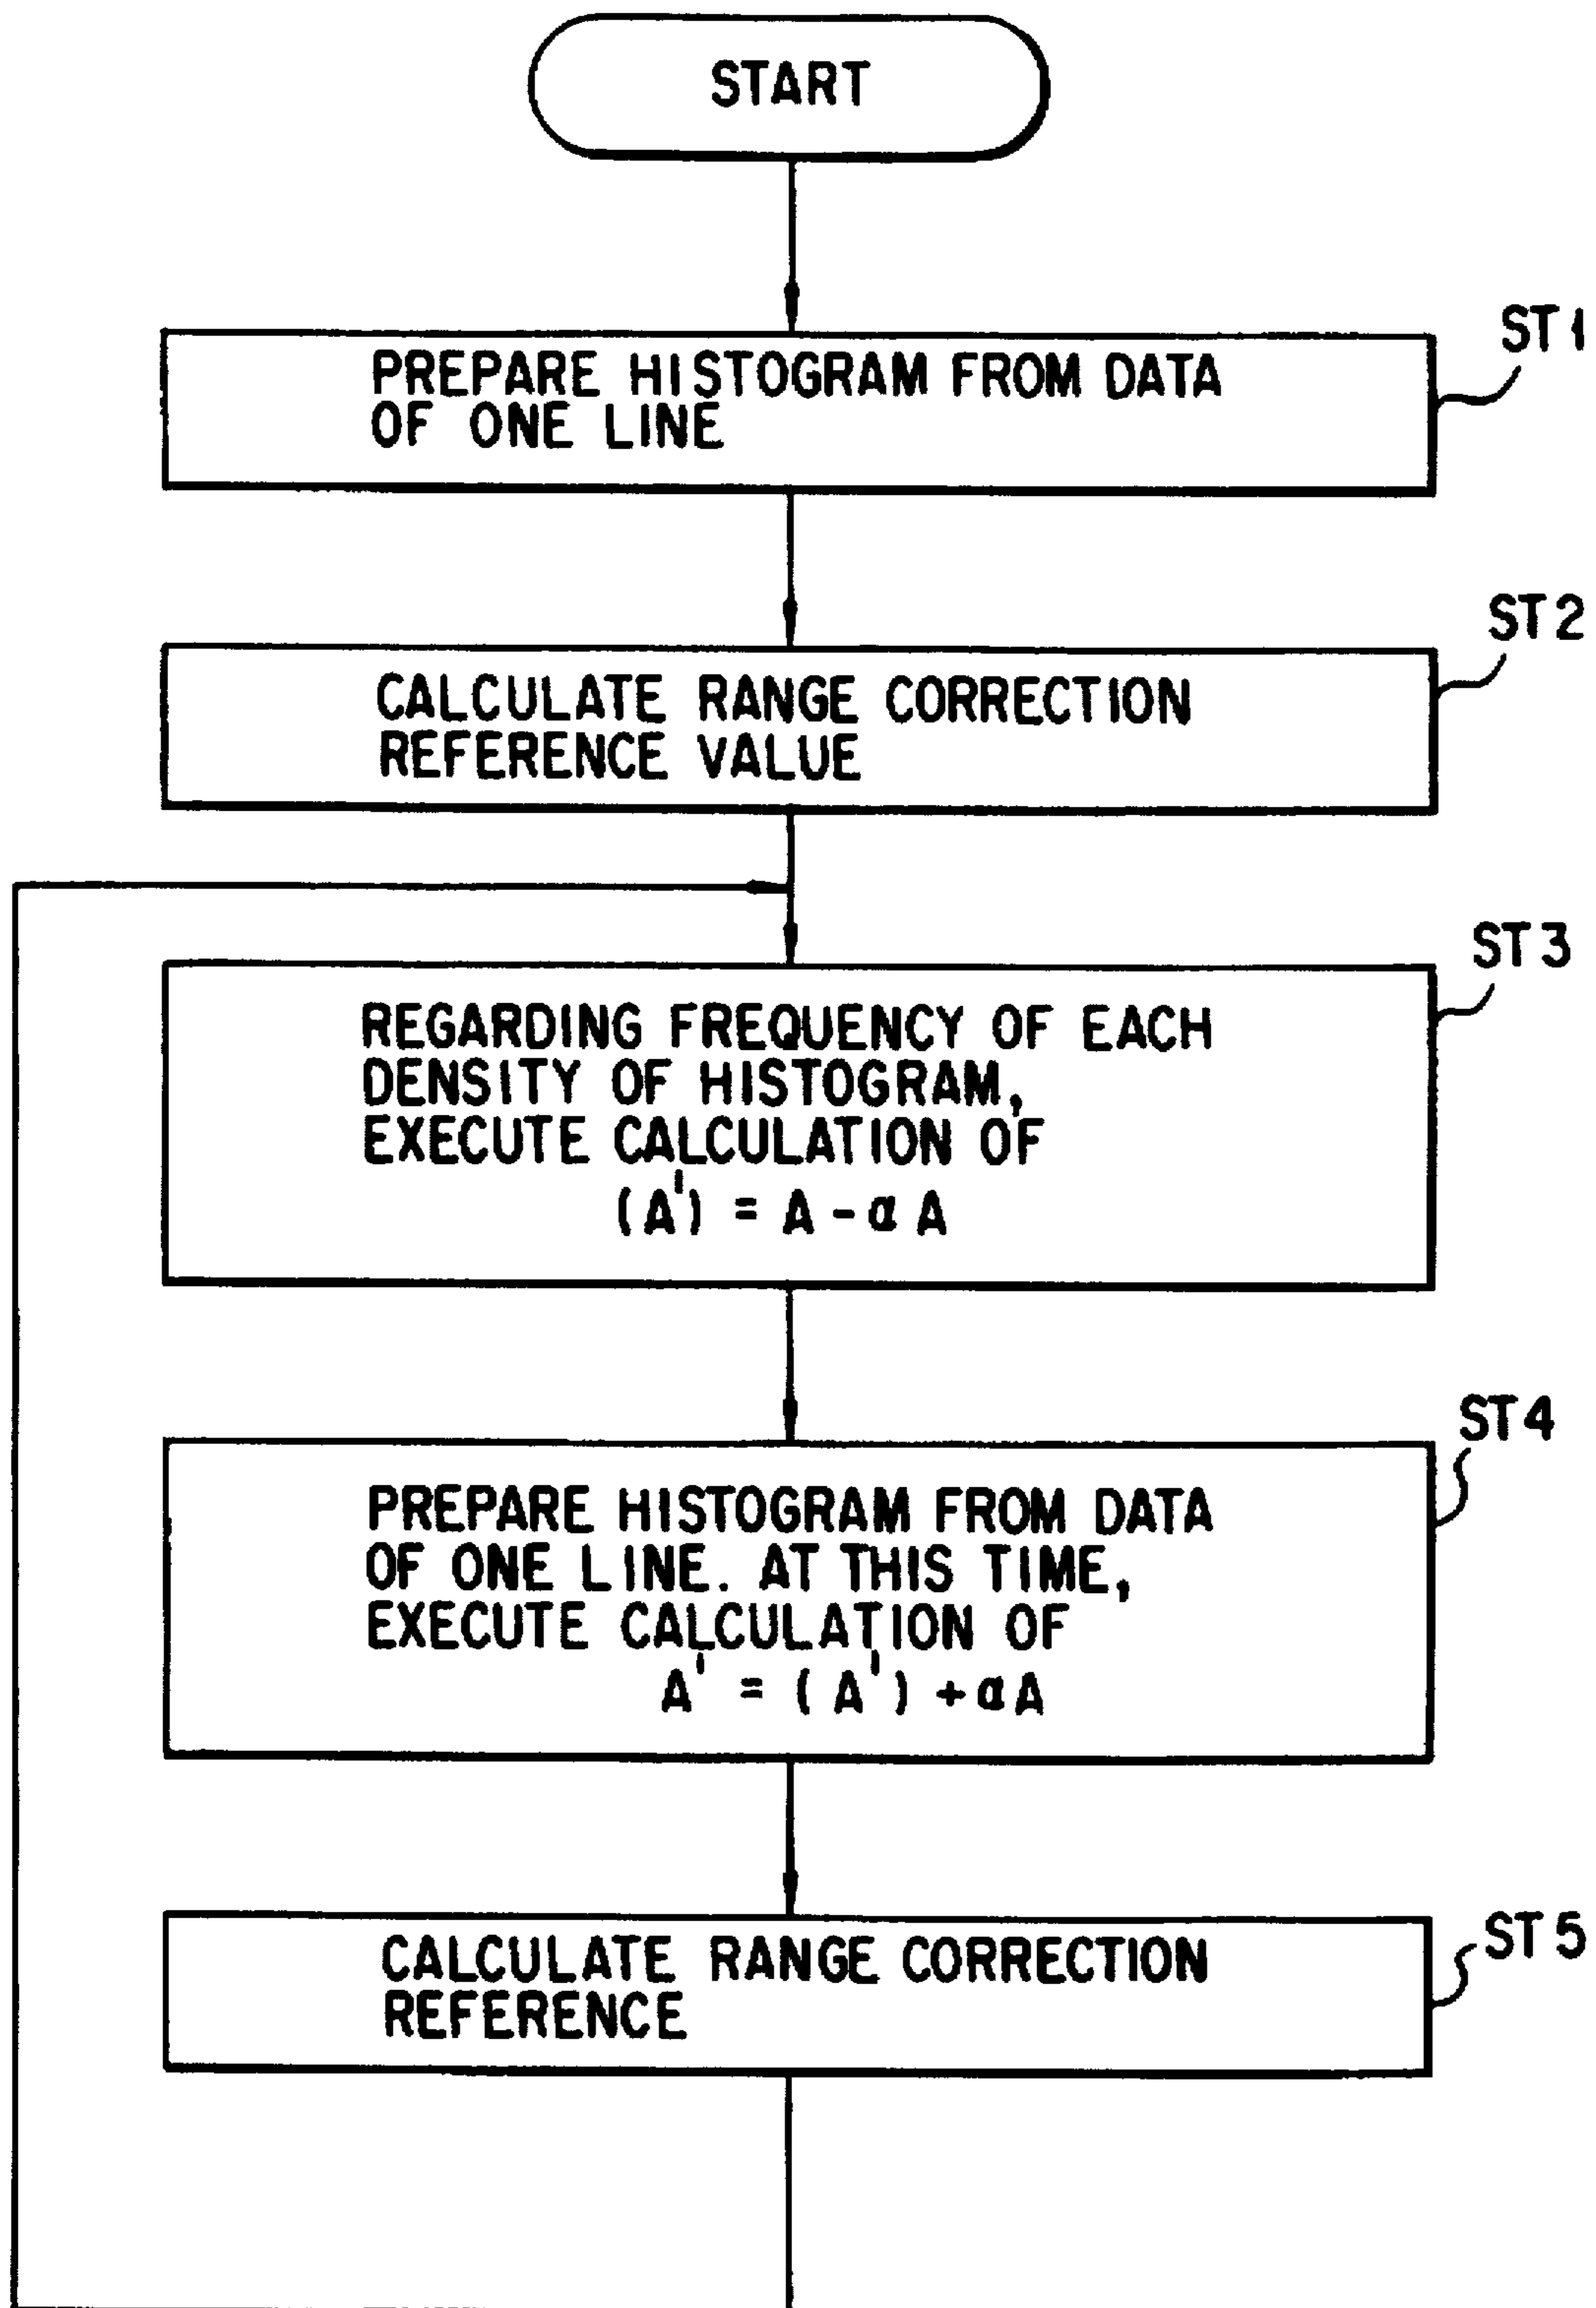 START
ST1
PREPARE HISTOGRAM FROM DATA
OF ONE LINE
ST2
CALCULATE RANGE CORRECTION
REFERENCE VALUE
ST3
REGARDING FREQUENCY OF EACH
DENSITY OF HISTOGRAM,
EXECUTE CALCULATION OF
(A') = A - α A
ST4
PREPARE HISTOGRAM FROM DATA
OF ONE LINE. AT THIS TIME,
EXECUTE CALCULATION OF
A' = (A') + α A
ST5
CALCULATE RANGE CORRECTION
REFERENCE